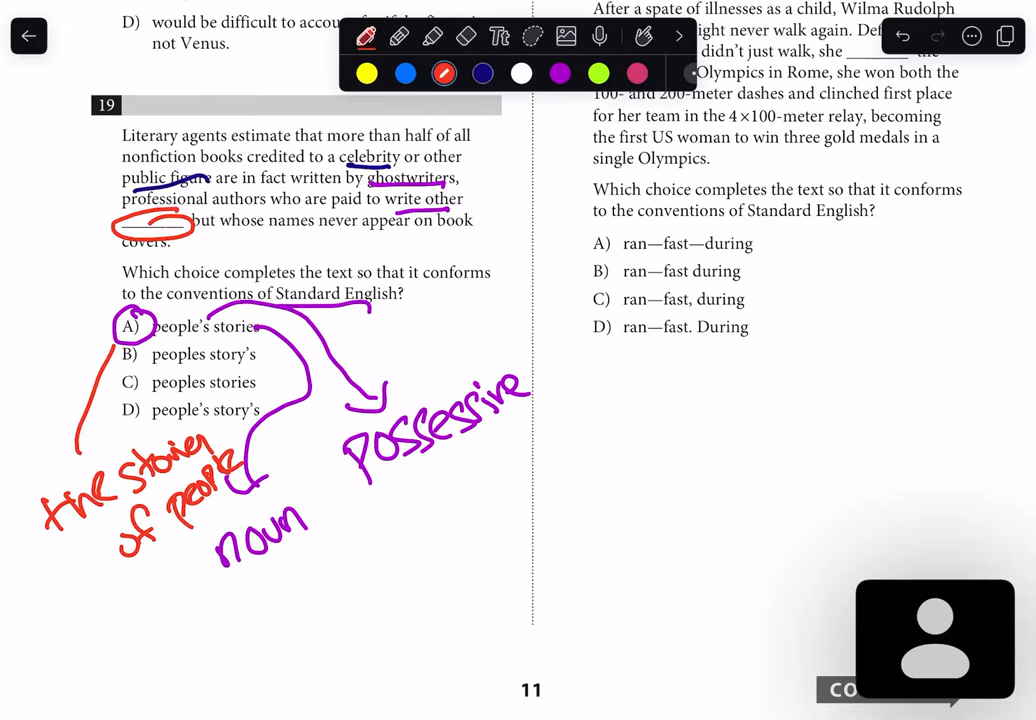 D) would be difficult to
not Venus.
19
Literary agents estimate that more than half of all
nonfiction books credited to a celebrity or other
public figure are in fact written by ghostwriters,
professional authors who are paid to write other
________ but whose names never appear on book
covers.
Which choice completes the text so that it conforms
to the conventions of Standard English?
A) people's stories
B) peoples story's
C) peoples stories
D) people's story's
the stories
of people
noun
possessive
After a spate of illnesses as a child, Wilma Rudolph
never walk again.
didn't just walk, she ________
Olympics in Rome, she won both the
100- and 200-meter dashes and clinched first place
for her team in the 4×100-meter relay, becoming
the first US woman to win three gold medals in a
single Olympics.
Which choice completes the text so that it conforms
to the conventions of Standard English?
A) ran—fast—during
B) ran—fast during
C) ran—fast, during
D) ran—fast. During
11
CO
Tt